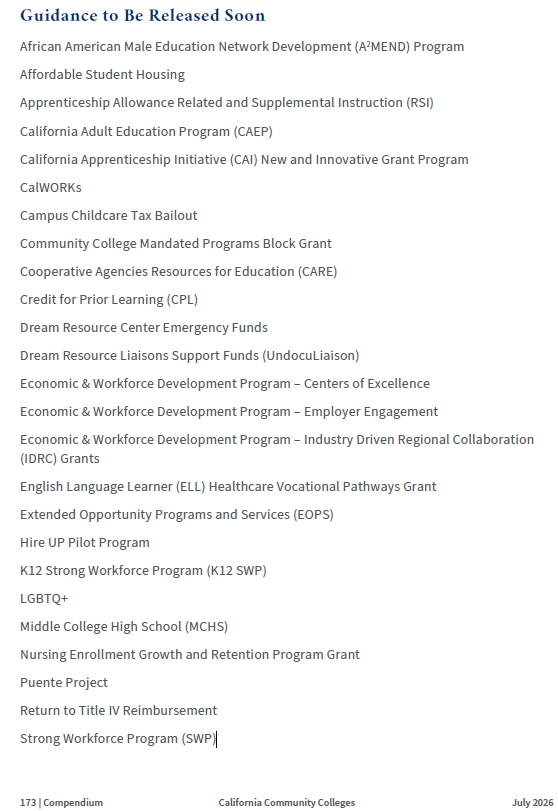 Guidance to Be Released Soon
African American Male Education Network Development (A²MEND) Program
Affordable Student Housing
Apprenticeship Allowance Related and Supplemental Instruction (RSI)
California Adult Education Program (CAEP)
California Apprenticeship Initiative (CAI) New and Innovative Grant Program
CalWORKs
Campus Childcare Tax Bailout
Community College Mandated Programs Block Grant
Cooperative Agencies Resources for Education (CARE)
Credit for Prior Learning (CPL)
Dream Resource Center Emergency Funds
Dream Resource Liaisons Support Funds (UndocuLiaison)
Economic & Workforce Development Program – Centers of Excellence
Economic & Workforce Development Program – Employer Engagement
Economic & Workforce Development Program – Industry Driven Regional Collaboration
(IDRC) Grants
English Language Learner (ELL) Healthcare Vocational Pathways Grant
Extended Opportunity Programs and Services (EOPS)
Hire UP Pilot Program
K12 Strong Workforce Program (K12 SWP)
LGBTQ+
Middle College High School (MCHS)
Nursing Enrollment Growth and Retention Program Grant
Puente Project
Return to Title IV Reimbursement
Strong Workforce Program (SWP)
173 | Compendium California Community Colleges July 2026